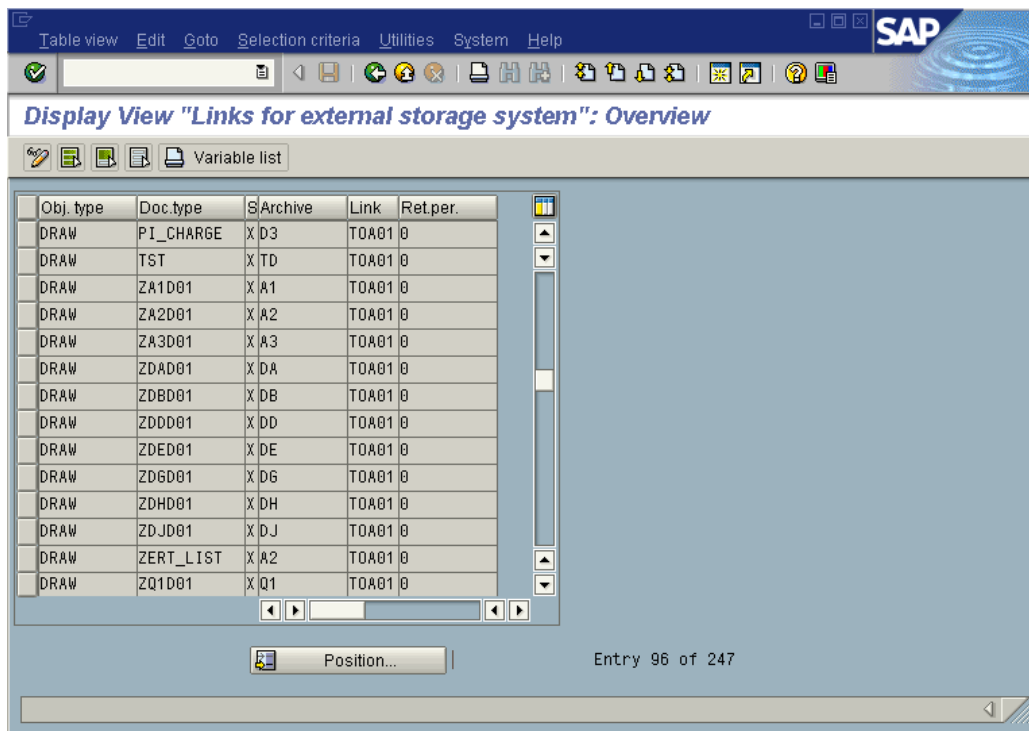 Table view Edit Goto Selection criteria Utilities System Help
SAP
Display View "Links for external storage system": Overview
Variable list
Obj. type Doc.type S Archive Link Ret.per.
DRAW PI_CHARGE X D3 TOA01 0
DRAW TST X TD TOA01 0
DRAW ZA1D01 X A1 TOA01 0
DRAW ZA2D01 X A2 TOA01 0
DRAW ZA3D01 X A3 TOA01 0
DRAW ZDAD01 X DA TOA01 0
DRAW ZDBD01 X DB TOA01 0
DRAW ZDDD01 X DD TOA01 0
DRAW ZDED01 X DE TOA01 0
DRAW ZDGD01 X DG TOA01 0
DRAW ZDHD01 X DH TOA01 0
DRAW ZDJD01 X DJ TOA01 0
DRAW ZERT_LIST X A2 TOA01 0
DRAW ZQ1D01 X Q1 TOA01 0
Position... Entry 96 of 247